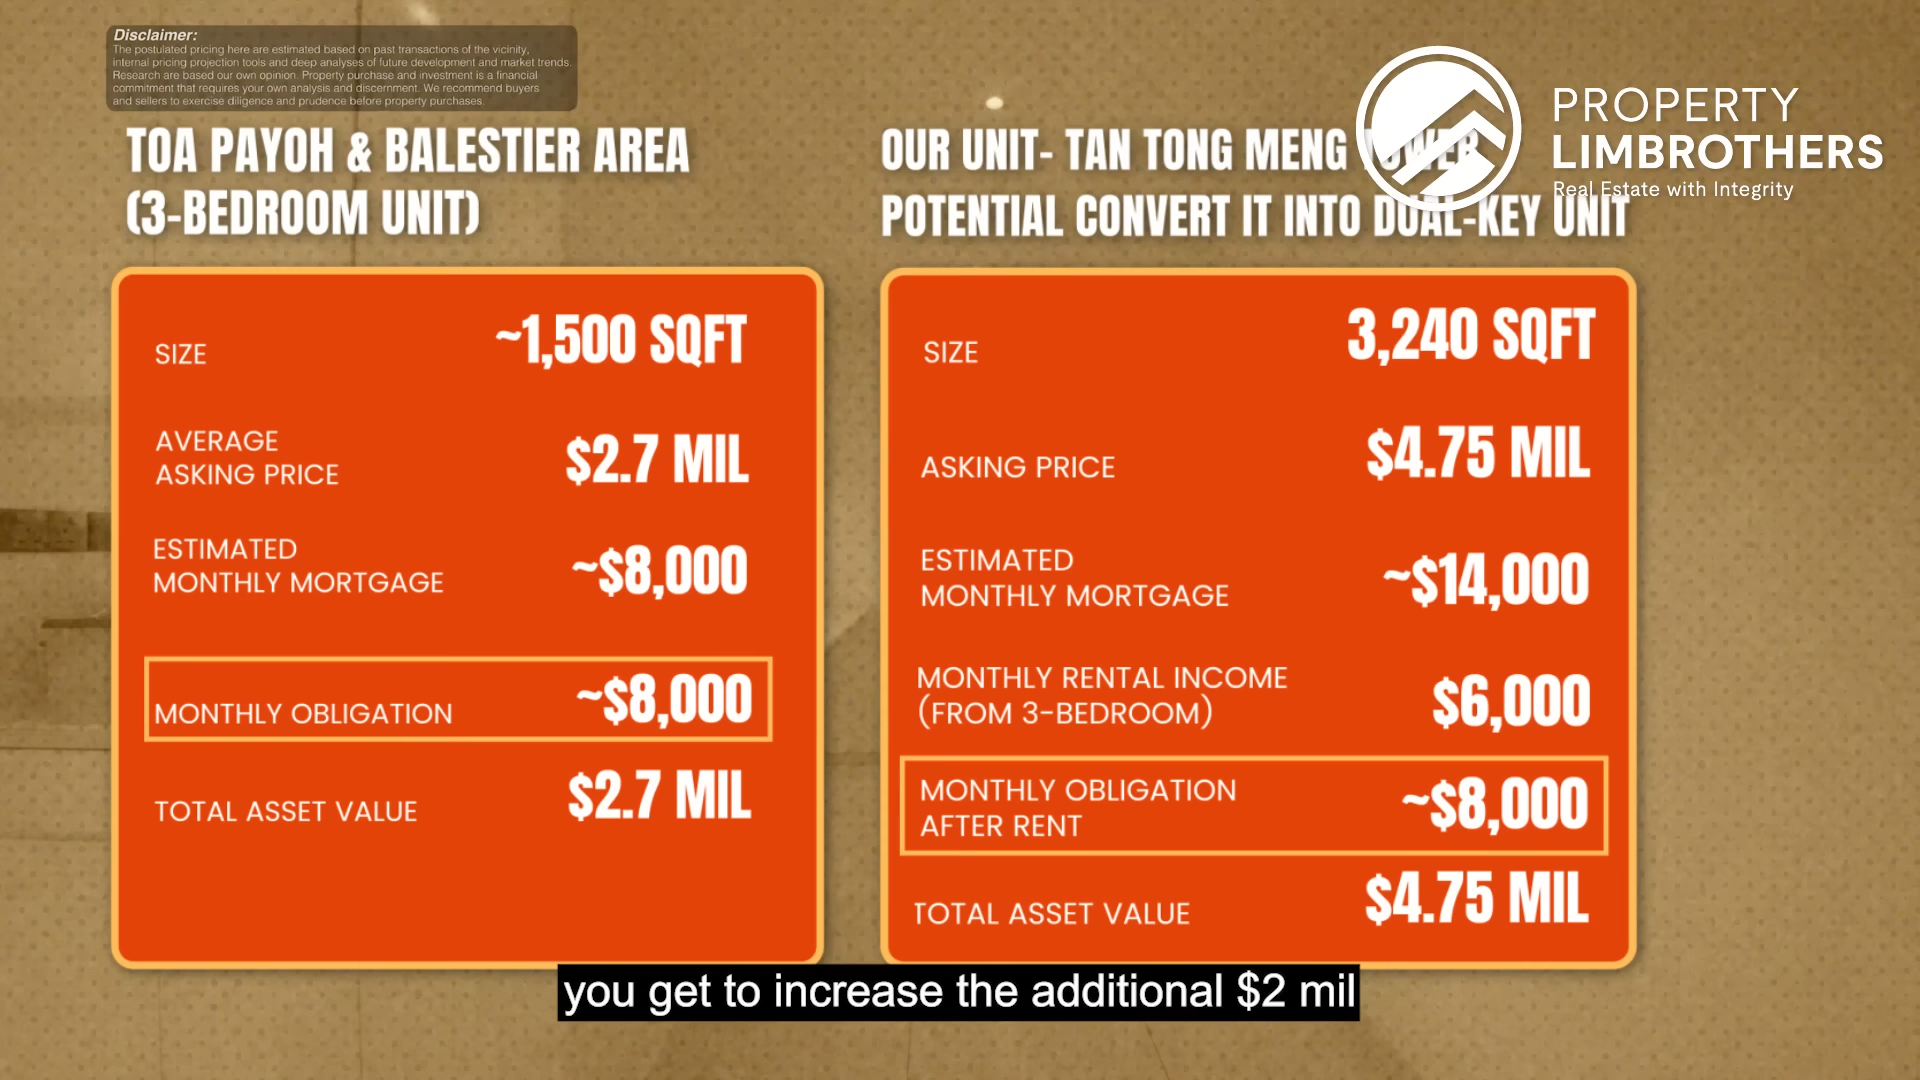 Disclaimer:
The postulated pricing here are estimated based on past transactions of the vicinity,
internal pricing projection tools and deep analyses of future development and market trends.
Research are based our own opinion. Property purchase and investment is a financial
commitment that requires your own analysis and discernment. We recommend buyers
and sellers to exercise diligence and prudence before property purchases.
PROPERTY
LIMBROTHERS
Real Estate with Integrity
TOA PAYOH & BALESTIER AREA
(3-BEDROOM UNIT)
SIZE ~1,500 SQFT
AVERAGE
ASKING PRICE $2.7 MIL
ESTIMATED
MONTHLY MORTGAGE ~$8,000
MONTHLY OBLIGATION ~$8,000
TOTAL ASSET VALUE $2.7 MIL
OUR UNIT- TAN TONG MENG TOWER
POTENTIAL CONVERT IT INTO DUAL-KEY UNIT
SIZE 3,240 SQFT
ASKING PRICE $4.75 MIL
ESTIMATED
MONTHLY MORTGAGE ~$14,000
MONTHLY RENTAL INCOME
(FROM 3-BEDROOM) $6,000
MONTHLY OBLIGATION
AFTER RENT ~$8,000
TOTAL ASSET VALUE $4.75 MIL
you get to increase the additional $2 mil